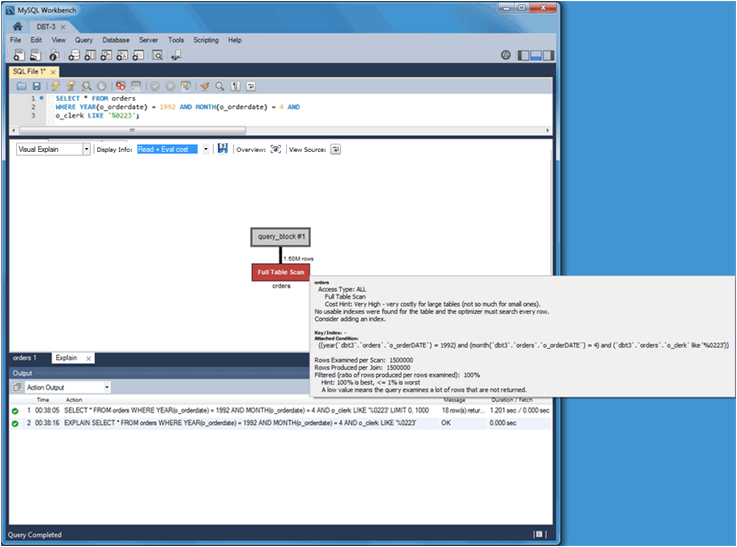 MySQL Workbench
DBT-3
File Edit View Query Database Server Tools Scripting Help
SQL File 1*
1 SELECT * FROM orders
2 WHERE YEAR(o_orderdate) = 1992 AND MONTH(o_orderdate) = 4 AND
3 o_clerk LIKE '%0223';
Visual Explain Display Info: Read + Eval cost Overview: View Source:
query_block #1
1.50M rows
Full Table Scan
orders
orders
Access Type: ALL
Full Table Scan
Cost Hint: Very High - very costly for large tables (not so much for small ones).
No usable indexes were found for the table and the optimizer must search every row.
Consider adding an index.
Key/Index: -
Attached Condition:
((year(`dbt3`.`orders`.`o_orderDATE`) = 1992) and (month(`dbt3`.`orders`.`o_orderDATE`) = 4) and (`dbt3`.`orders`.`o_clerk` like '%0223'))
Rows Examined per Scan: 1500000
Rows Produced per Join: 1500000
Filtered (ratio of rows produced per rows examined): 100%
Hint: 100% is best, <= 1% is worst
A low value means the query examines a lot of rows that are not returned.
orders 1 Explain
Output
Action Output
Time Action Message Duration / Fetch
1 00:38:05 SELECT * FROM orders WHERE YEAR(o_orderdate) = 1992 AND MONTH(o_orderdate) = 4 AND o_clerk LIKE '%0223' LIMIT 0, 1000 18 row(s) retur... 1.201 sec / 0.000 sec
2 00:38:16 EXPLAIN SELECT * FROM orders WHERE YEAR(o_orderdate) = 1992 AND MONTH(o_orderdate) = 4 AND o_clerk LIKE '%0223' OK 0.000 sec
Query Completed